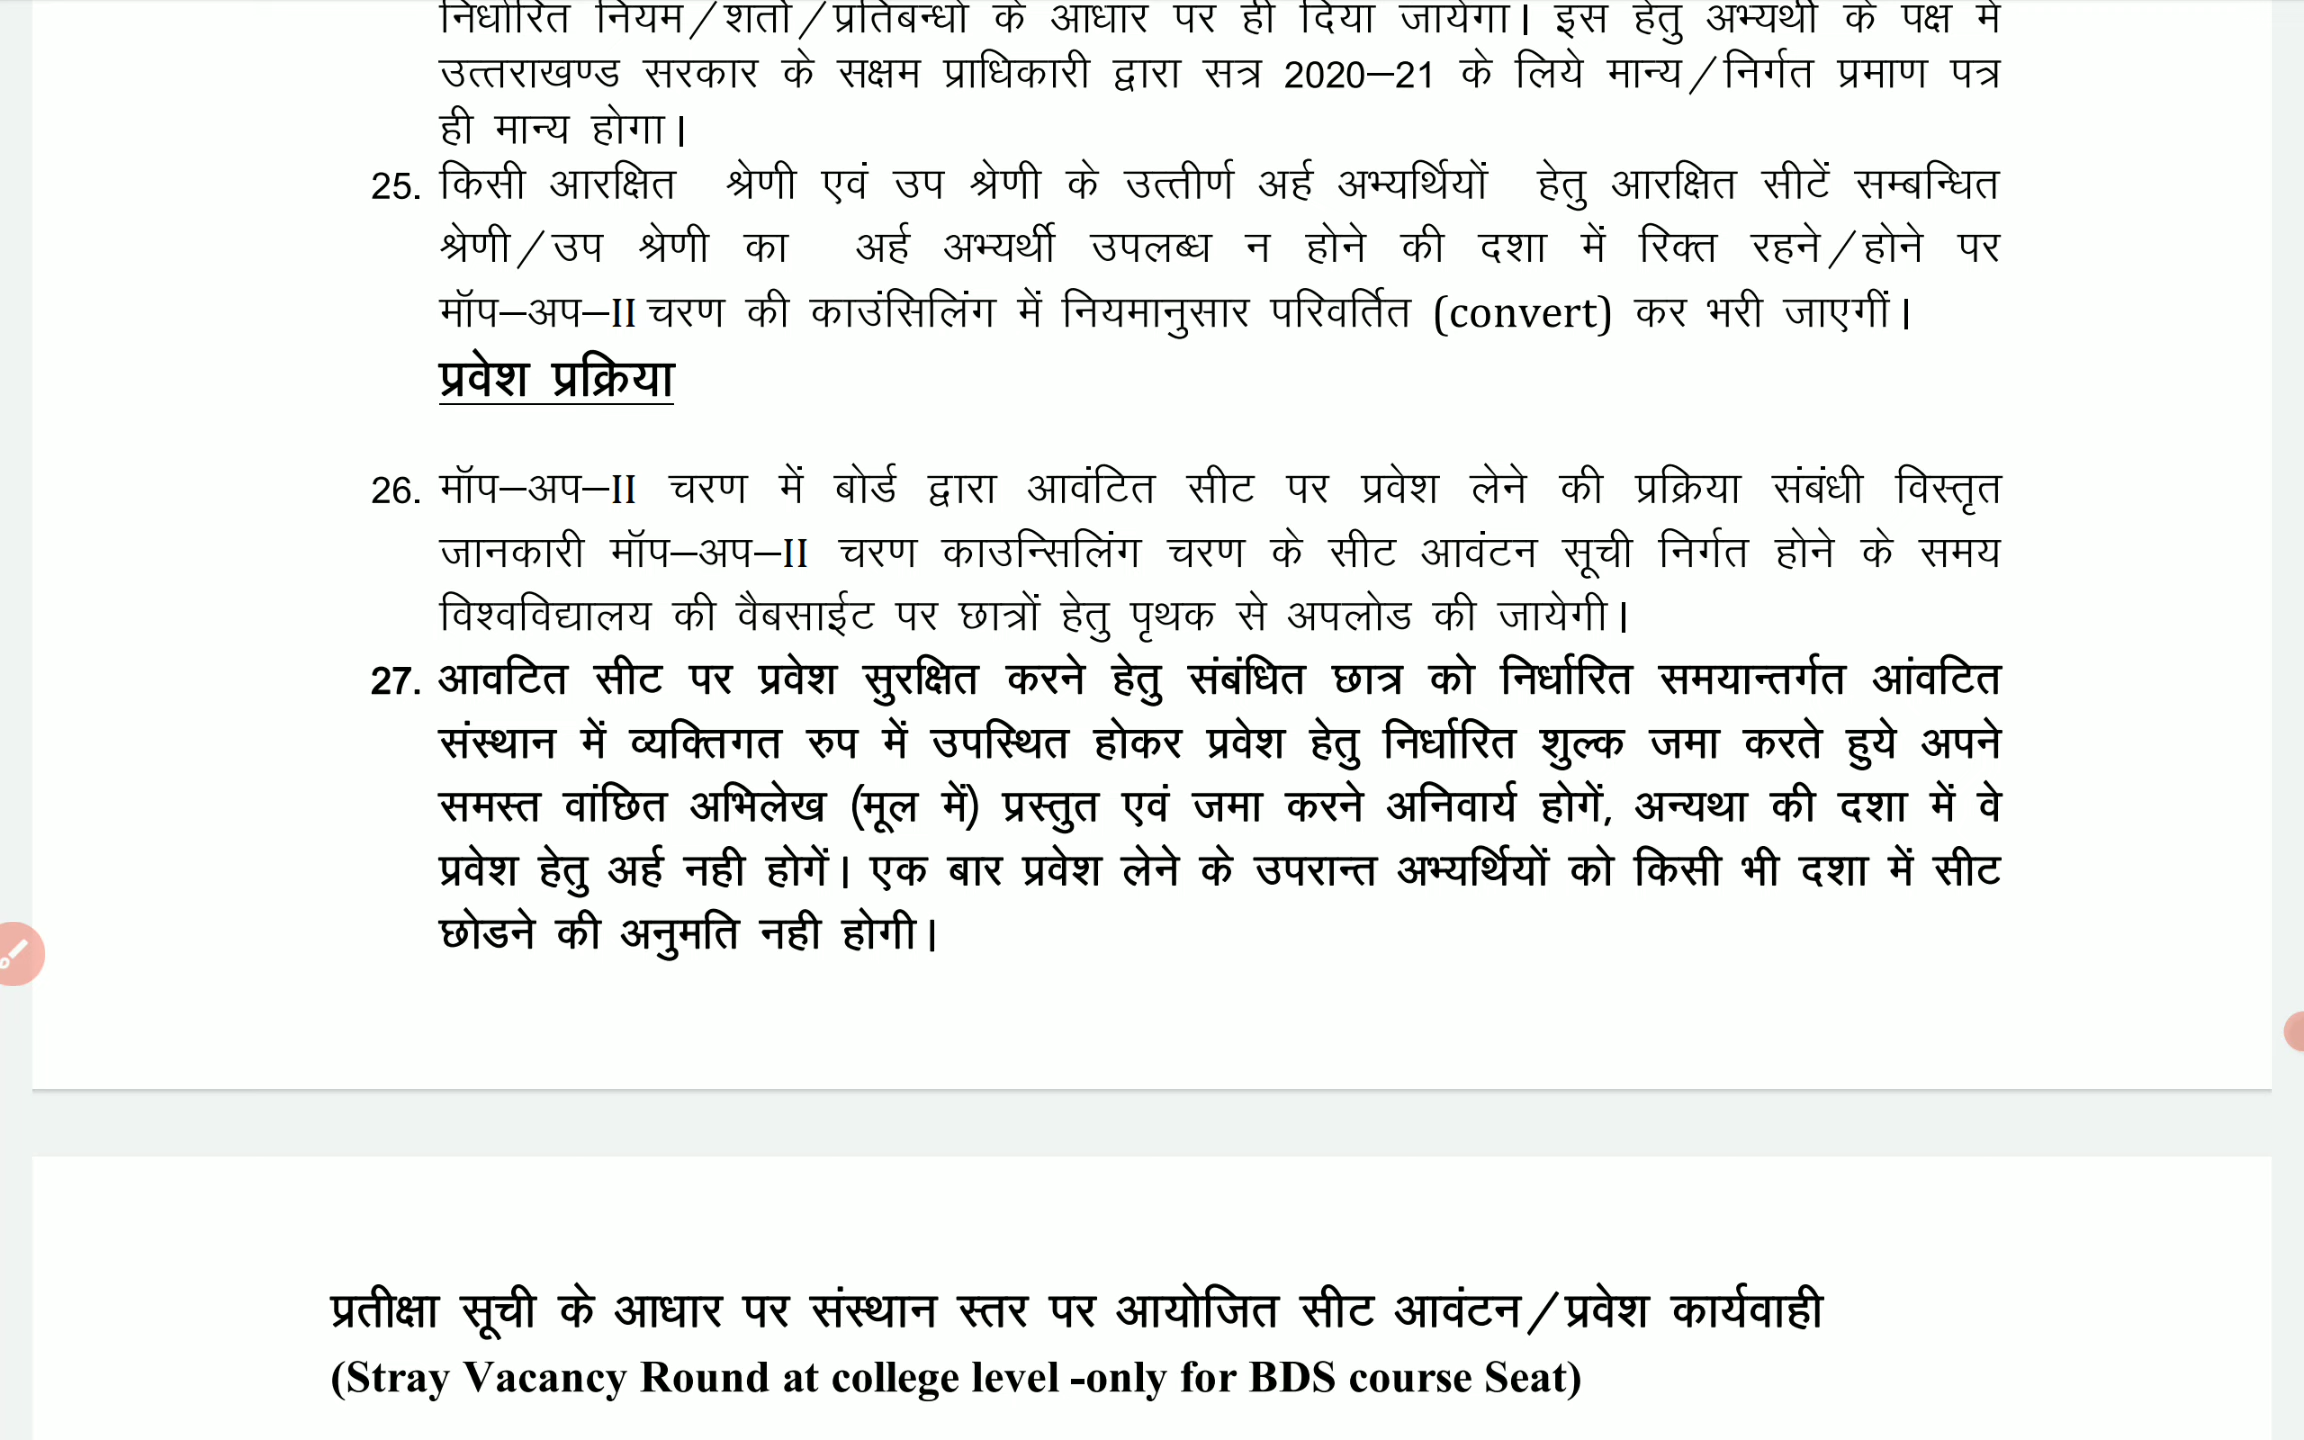 निर्धारित नियम/शर्तो/प्रतिबन्धों के आधार पर ही दिया जायेगा। इस हेतु अभ्यर्थी के पक्ष में
उत्तराखण्ड सरकार के सक्षम प्राधिकारी द्वारा सत्र 2020–21 के लिये मान्य/निर्गत प्रमाण पत्र
ही मान्य होगा।
25. किसी आरक्षित श्रेणी एवं उप श्रेणी के उत्तीर्ण अर्ह अभ्यर्थियों हेतु आरक्षित सीटें सम्बन्धित
श्रेणी/उप श्रेणी का अर्ह अभ्यर्थी उपलब्ध न होने की दशा में रिक्त रहने/होने पर
मॉप–अप–II चरण की काउंसिलिंग में नियमानुसार परिवर्तित (convert) कर भरी जाएगीं।
प्रवेश प्रक्रिया
26. मॉप–अप–II चरण में बोर्ड द्वारा आवंटित सीट पर प्रवेश लेने की प्रक्रिया संबंधी विस्तृत
जानकारी मॉप–अप–II चरण काउन्सिलिंग चरण के सीट आवंटन सूची निर्गत होने के समय
विश्वविद्यालय की वैबसाईट पर छात्रों हेतु पृथक से अपलोड की जायेगी।
27. आवटित सीट पर प्रवेश सुरक्षित करने हेतु संबंधित छात्र को निर्धारित समयान्तर्गत आंवटित
संस्थान में व्यक्तिगत रुप में उपस्थित होकर प्रवेश हेतु निर्धारित शुल्क जमा करते हुये अपने
समस्त वांछित अभिलेख (मूल में) प्रस्तुत एवं जमा करने अनिवार्य होगें, अन्यथा की दशा में वे
प्रवेश हेतु अर्ह नही होगें। एक बार प्रवेश लेने के उपरान्त अभ्यर्थियों को किसी भी दशा में सीट
छोडने की अनुमति नही होगी।
प्रतीक्षा सूची के आधार पर संस्थान स्तर पर आयोजित सीट आवंटन/प्रवेश कार्यवाही
(Stray Vacancy Round at college level -only for BDS course Seat)